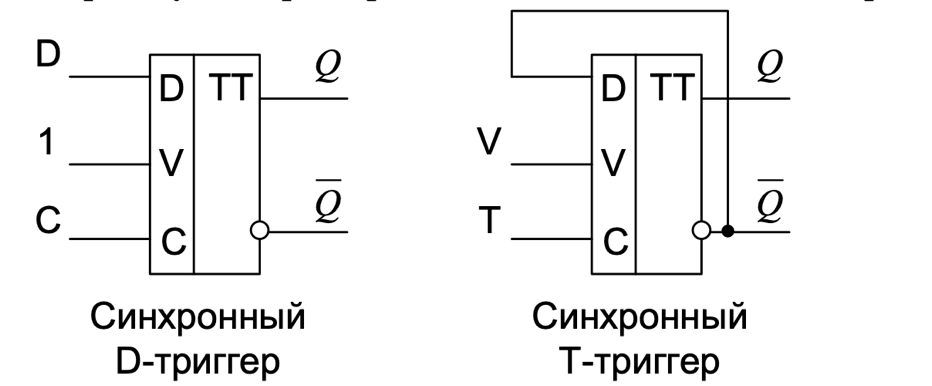 D
1
C
D TT
V
C
Q
Q̅
Синхронный
D-триггер
V
T
D TT
V
C
Q
Q̅
Синхронный
Т-триггер